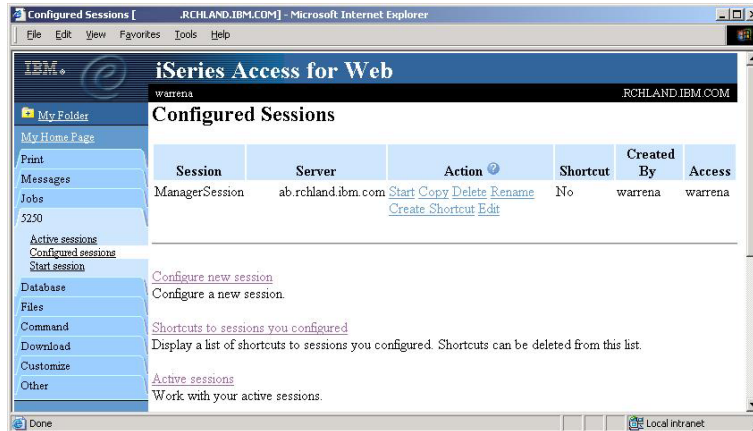 Configured Sessions [ .RCHLAND.IBM.COM] - Microsoft Internet Explorer
File Edit View Favorites Tools Help
IBM.
iSeries Access for Web
warrena .RCHLAND.IBM.COM
My Folder
My Home Page
Print
Messages
Jobs
5250
Active sessions
Configured sessions
Start session
Database
Files
Command
Download
Customize
Other
Configured Sessions
Session Server Action ? Shortcut Created By Access
ManagerSession ab.rchland.ibm.com Start Copy Delete Rename No warrena warrena
Create Shortcut Edit
Configure new session
Configure a new session.
Shortcuts to sessions you configured
Display a list of shortcuts to sessions you configured. Shortcuts can be deleted from this list.
Active sessions
Work with your active sessions.
Done Local intranet